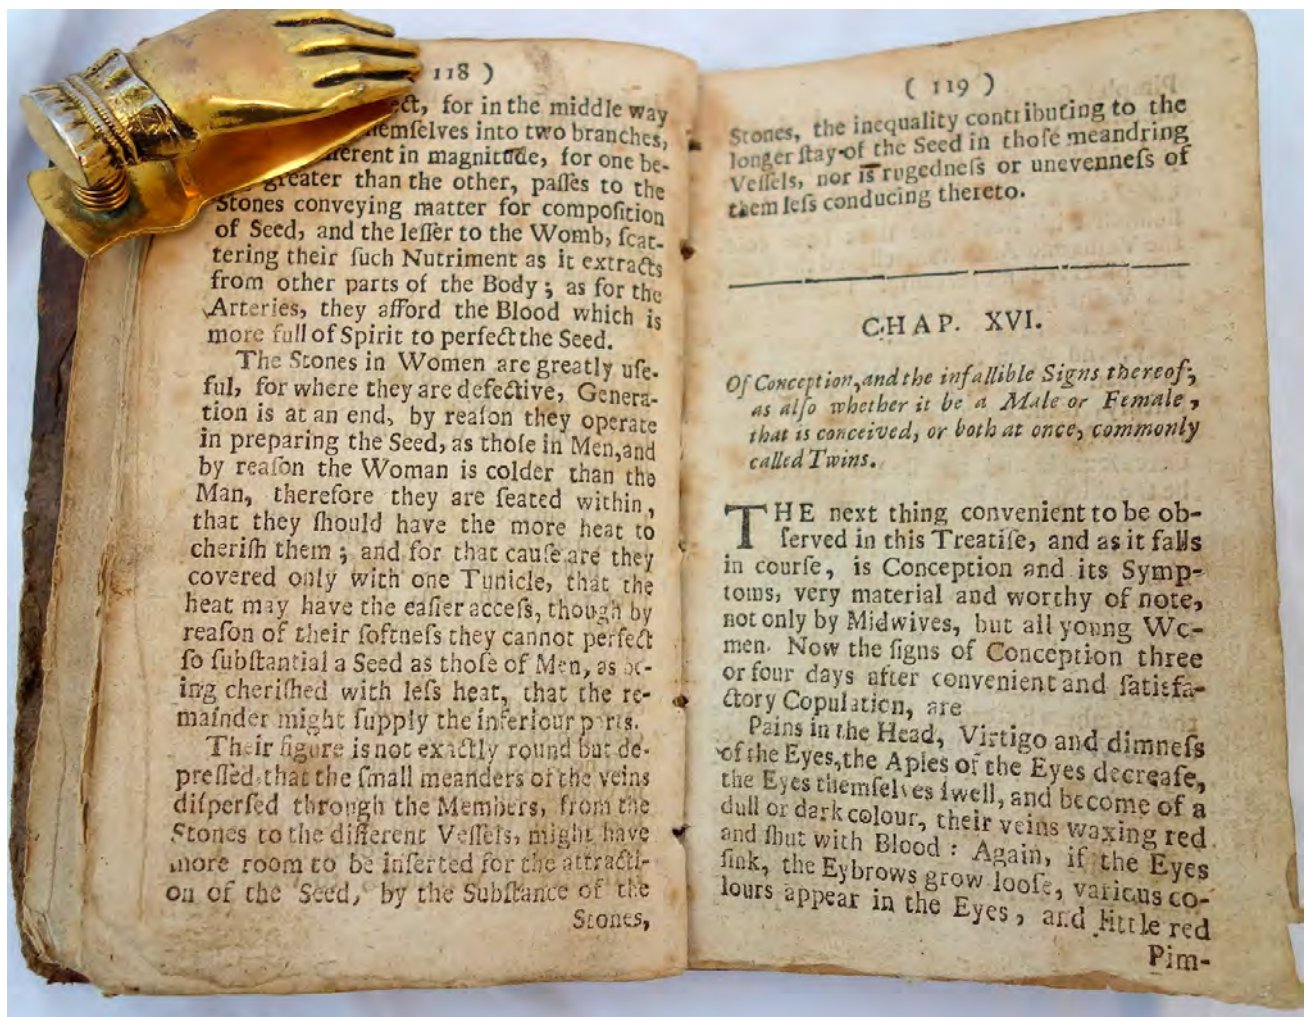 118 )
for in the middle way
emſelves into two branches,
in magnitude, for one be-
greater than the other, paſſes to the
Stones conveying matter for compoſition
of Seed, and the leſſer to the Womb, ſcat-
tering their ſuch Nutriment as it extracts
from other parts of the Body ; as for the
Arteries, they afford the Blood which is
more full of Spirit to perfect the Seed.
The Stones in Women are greatly uſe-
ful, for where they are defective, Genera-
tion is at an end, by reaſon they operate
in preparing the Seed, as thoſe in Men, and
by reaſon the Woman is colder than the
Man, therefore they are ſeated within,
that they ſhould have the more heat to
cheriſh them ; and for that cauſe are they
covered only with one Tunicle, that the
heat may have the eaſier acceſs, though by
reaſon of their ſoftneſs they cannot perfect
ſo ſubſtantial a Seed as thoſe of Men, as be-
ing cheriſhed with leſs heat, that the re-
mainder might ſupply the inferiour parts.
Their figure is not exactly round but de-
preſſed that the ſmall meanders of the veins
diſperſed through the Members, from the
Stones to the different Veſſels, might have
more room to be inſerted for the attracti-
on of the Seed, by the Subſtance of the
Stones,
( 119 )
Stones, the inequality contributing to the
longer ſtay of the Seed in thoſe meandring
Veſſels, nor is rugedneſs or unevenneſs of
them leſs conducing thereto.
CHAP. XVI.
Of Conception, and the infallible Signs thereof;
as alſo whether it be a Male or Female,
that is conceived, or both at once, commonly
called Twins.
THE next thing convenient to be ob-
ſerved in this Treatiſe, and as it falls
in courſe, is Conception and its Symp-
toms, very material and worthy of note,
not only by Midwives, but all young Wo-
men. Now the ſigns of Conception three
or four days after convenient and ſatisfa-
ctory Copulation, are
Pains in the Head, Virtigo and dimneſs
of the Eyes, the Aples of the Eyes decreaſe,
the Eyes themſelves ſwell, and become of a
dull or dark colour, their veins waxing red
and ſhut with Blood : Again, if the Eyes
ſink, the Eybrows grow looſe, various co-
lours appear in the Eyes, and little red
Pim-